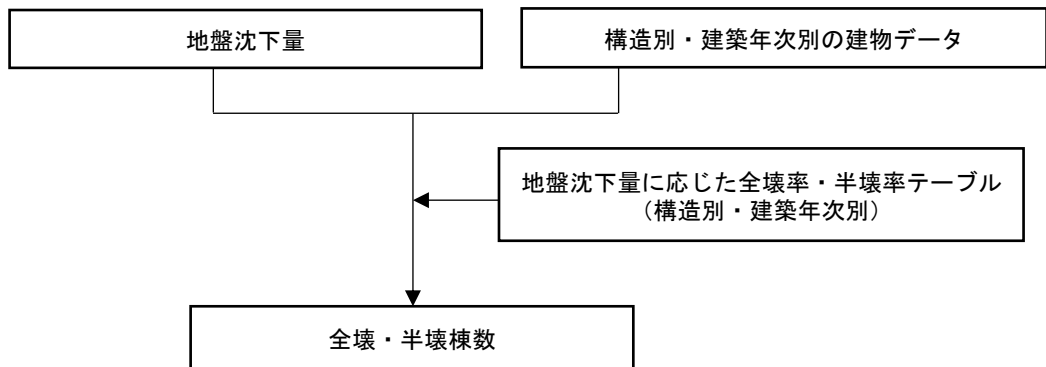 地盤沈下量
構造別・建築年次別の建物データ
地盤沈下量に応じた全壊率・半壊率テーブル
（構造別・建築年次別）
全壊・半壊棟数